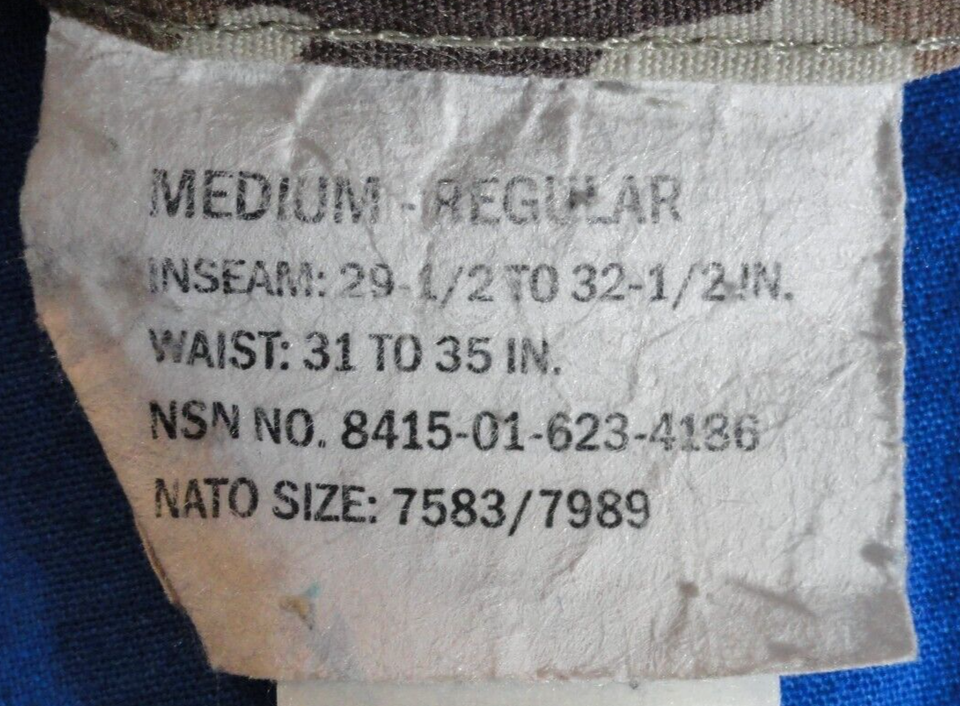 MEDIUM - REGULAR
INSEAM: 29-1/2 TO 32-1/2 IN.
WAIST: 31 TO 35 IN.
NSN NO. 8415-01-623-4186
NATO SIZE: 7583/7989